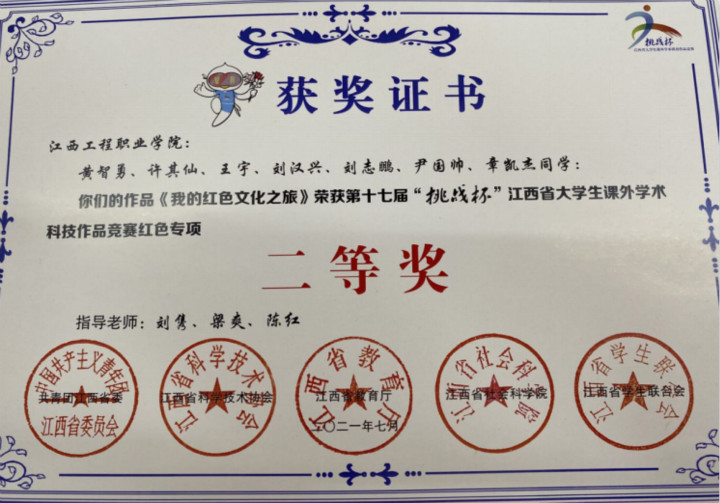 挑战杯
获奖证书
江西工程职业学院：
黄智勇、许其仙、王宇、刘汉兴、刘志鹏、尹国帅、章凯杰同学：
你们的作品《我的红色文化之旅》荣获第十七届“挑战杯”江西省大学生课外学术
科技作品竞赛红色专项
二等奖
指导老师：刘隽、梁爽、陈红
中国共产主义青年团
江西省委员会
共青团江西省委
江西省科学技术协会
江西省科学技术协会
江西省教育厅
江西省教育厅
二〇二一年七月
江西省社会科学院
江西省社会科学院
江西省学生联合会
江西省学生联合会